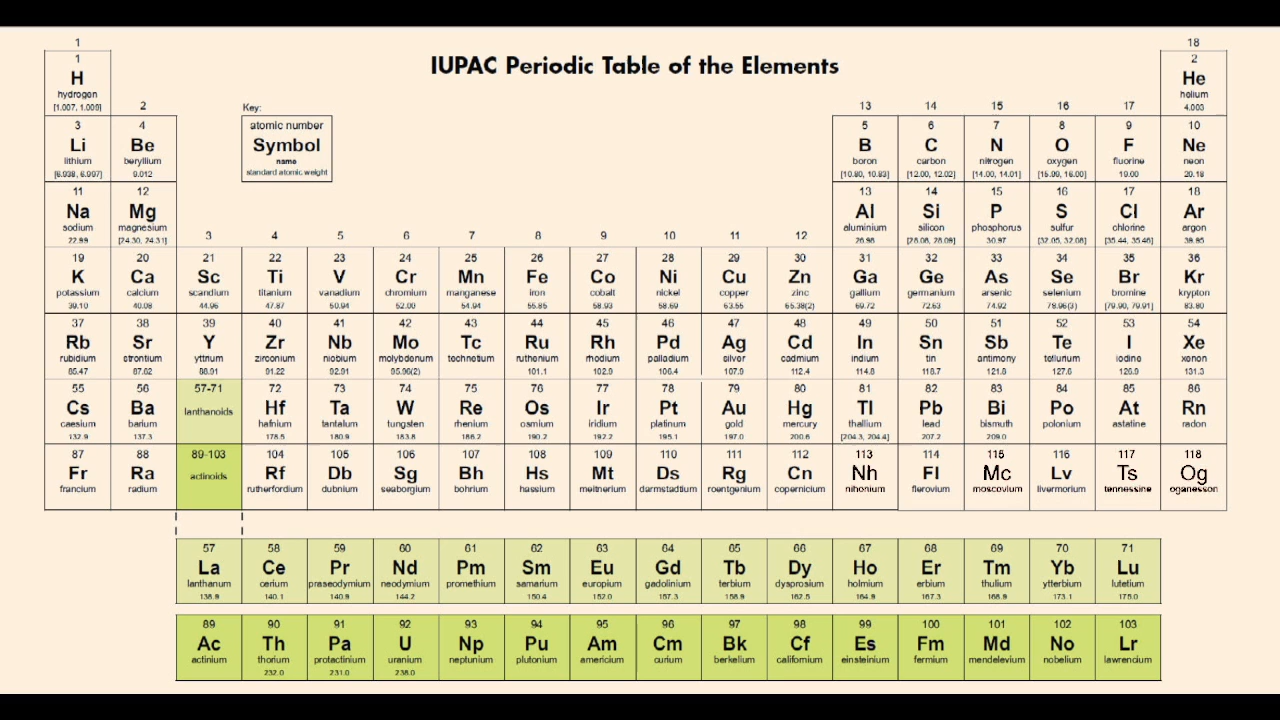 IUPAC Periodic Table of the Elements
1 18
1 2
H He
hydrogen helium
[1.007, 1.009] 2 Key: 13 14 15 16 17 4.003
3 4 atomic number 5 6 7 8 9 10
Li Be Symbol B C N O F Ne
lithium beryllium name boron carbon nitrogen oxygen fluorine neon
[6.938, 6.997] 9.012 standard atomic weight [10.80, 10.83] [12.00, 12.02] [14.00, 14.01] [15.99, 16.00] 19.00 20.18
11 12 13 14 15 16 17 18
Na Mg Al Si P S Cl Ar
sodium magnesium aluminium silicon phosphorus sulfur chlorine argon
22.99 [24.30, 24.31] 3 4 5 6 7 8 9 10 11 12 26.98 [28.08, 28.09] 30.97 [32.05, 32.08] [35.44, 35.46] 39.95
19 20 21 22 23 24 25 26 27 28 29 30 31 32 33 34 35 36
K Ca Sc Ti V Cr Mn Fe Co Ni Cu Zn Ga Ge As Se Br Kr
potassium calcium scandium titanium vanadium chromium manganese iron cobalt nickel copper zinc gallium germanium arsenic selenium bromine krypton
39.10 40.08 44.96 47.87 50.94 52.00 54.94 55.85 58.93 58.69 63.55 65.38(2) 69.72 72.63 74.92 78.96(3) [79.90, 79.91] 83.80
37 38 39 40 41 42 43 44 45 46 47 48 49 50 51 52 53 54
Rb Sr Y Zr Nb Mo Tc Ru Rh Pd Ag Cd In Sn Sb Te I Xe
rubidium strontium yttrium zirconium niobium molybdenum technetium ruthenium rhodium palladium silver cadmium indium tin antimony tellurium iodine xenon
85.47 87.62 88.91 91.22 92.91 95.96(2) 101.1 102.9 106.4 107.9 112.4 114.8 118.7 121.8 127.6 126.9 131.3
55 56 57-71 72 73 74 75 76 77 78 79 80 81 82 83 84 85 86
Cs Ba lanthanoids Hf Ta W Re Os Ir Pt Au Hg Tl Pb Bi Po At Rn
caesium barium hafnium tantalum tungsten rhenium osmium iridium platinum gold mercury thallium lead bismuth polonium astatine radon
132.9 137.3 178.5 180.9 183.8 186.2 190.2 192.2 195.1 197.0 200.6 [204.3, 204.4] 207.2 209.0
87 88 89-103 104 105 106 107 108 109 110 111 112 113 114 115 116 117 118
Fr Ra actinoids Rf Db Sg Bh Hs Mt Ds Rg Cn Nh Fl Mc Lv Ts Og
francium radium rutherfordium dubnium seaborgium bohrium hassium meitnerium darmstadtium roentgenium copernicium nihonium flerovium moscovium livermorium tennessine oganesson
57 58 59 60 61 62 63 64 65 66 67 68 69 70 71
La Ce Pr Nd Pm Sm Eu Gd Tb Dy Ho Er Tm Yb Lu
lanthanum cerium praseodymium neodymium promethium samarium europium gadolinium terbium dysprosium holmium erbium thulium ytterbium lutetium
138.9 140.1 140.9 144.2 150.4 152.0 157.3 158.9 162.5 164.9 167.3 168.9 173.1 175.0
89 90 91 92 93 94 95 96 97 98 99 100 101 102 103
Ac Th Pa U Np Pu Am Cm Bk Cf Es Fm Md No Lr
actinium thorium protactinium uranium neptunium plutonium americium curium berkelium californium einsteinium fermium mendelevium nobelium lawrencium
232.0 231.0 238.0